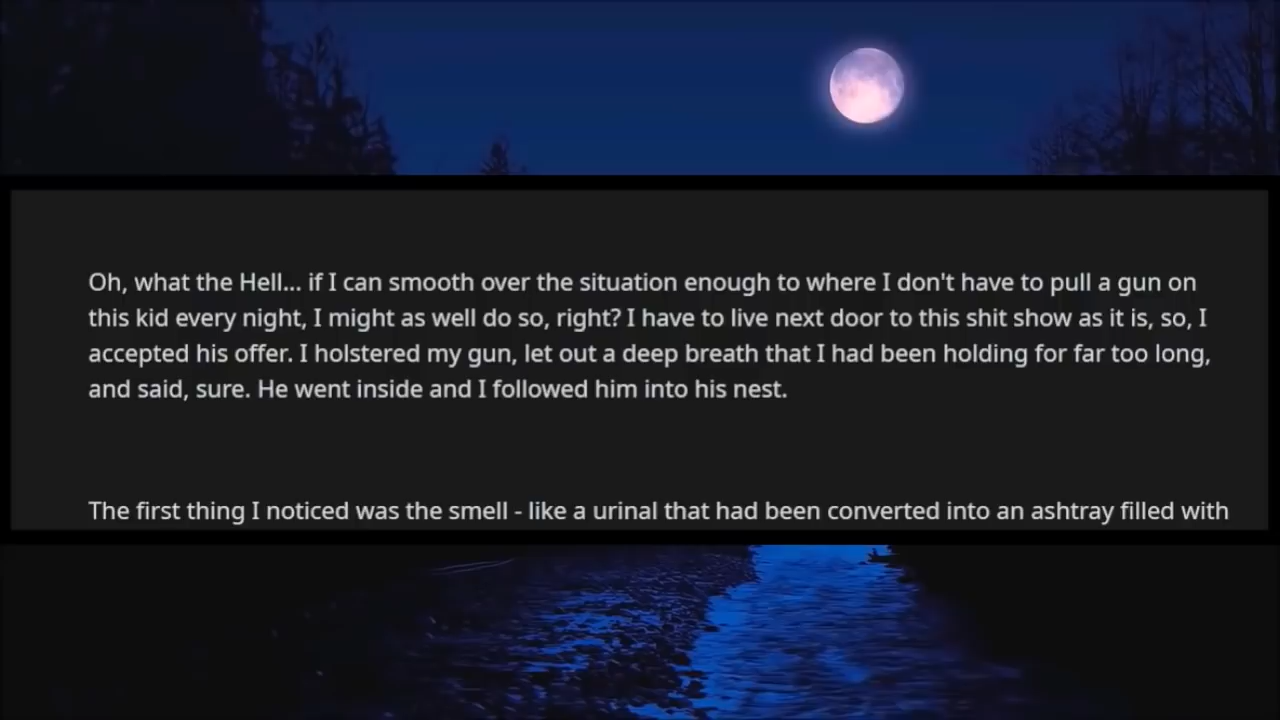 Oh, what the Hell... if I can smooth over the situation enough to where I don't have to pull a gun on
this kid every night, I might as well do so, right? I have to live next door to this shit show as it is, so, I
accepted his offer. I holstered my gun, let out a deep breath that I had been holding for far too long,
and said, sure. He went inside and I followed him into his nest.
The first thing I noticed was the smell - like a urinal that had been converted into an ashtray filled with